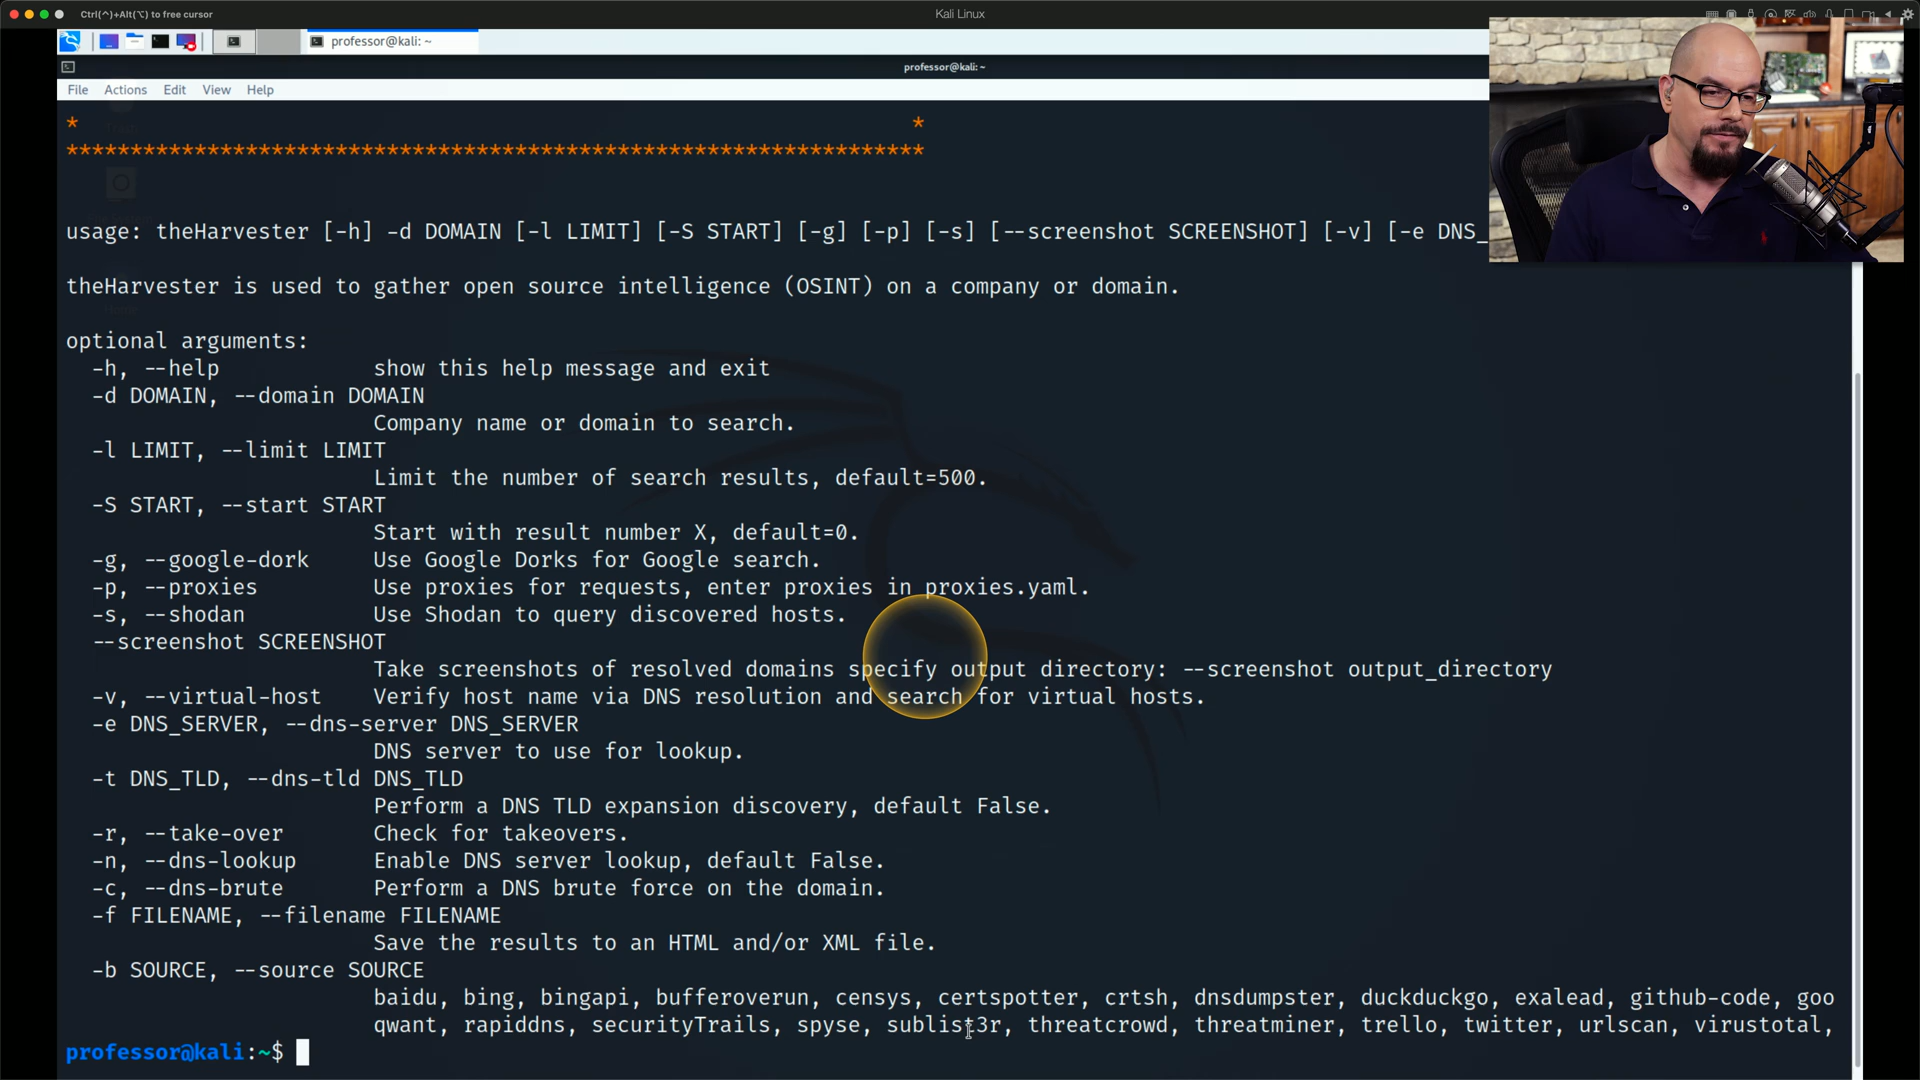 Ctrl(^)+Alt(⌥) to free cursor
Kali Linux
professor@kali: ~
professor@kali: ~
File Actions Edit View Help
* *
*******************************************************************
usage: theHarvester [-h] -d DOMAIN [-l LIMIT] [-S START] [-g] [-p] [-s] [--screenshot SCREENSHOT] [-v] [-e DNS_
theHarvester is used to gather open source intelligence (OSINT) on a company or domain.
optional arguments:
-h, --help show this help message and exit
-d DOMAIN, --domain DOMAIN
Company name or domain to search.
-l LIMIT, --limit LIMIT
Limit the number of search results, default=500.
-S START, --start START
Start with result number X, default=0.
-g, --google-dork Use Google Dorks for Google search.
-p, --proxies Use proxies for requests, enter proxies in proxies.yaml.
-s, --shodan Use Shodan to query discovered hosts.
--screenshot SCREENSHOT
Take screenshots of resolved domains specify output directory: --screenshot output_directory
-v, --virtual-host Verify host name via DNS resolution and search for virtual hosts.
-e DNS_SERVER, --dns-server DNS_SERVER
DNS server to use for lookup.
-t DNS_TLD, --dns-tld DNS_TLD
Perform a DNS TLD expansion discovery, default False.
-r, --take-over Check for takeovers.
-n, --dns-lookup Enable DNS server lookup, default False.
-c, --dns-brute Perform a DNS brute force on the domain.
-f FILENAME, --filename FILENAME
Save the results to an HTML and/or XML file.
-b SOURCE, --source SOURCE
baidu, bing, bingapi, bufferoverun, censys, certspotter, crtsh, dnsdumpster, duckduckgo, exalead, github-code, goo
qwant, rapiddns, securityTrails, spyse, sublist3r, threatcrowd, threatminer, trello, twitter, urlscan, virustotal,
professor@kali:~$